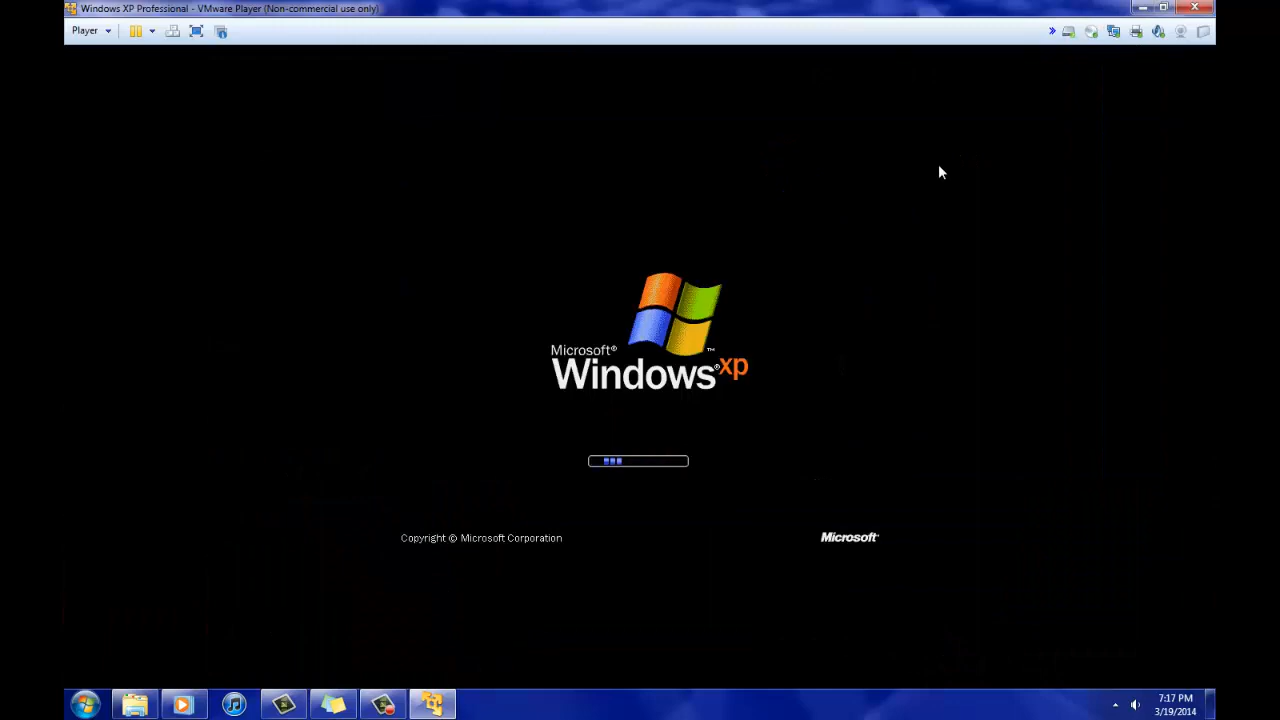 Windows XP Professional - VMware Player (Non-commercial use only)
Player
Microsoft®
Windows® xp™
Copyright © Microsoft Corporation
Microsoft®
7:17 PM
3/19/2014